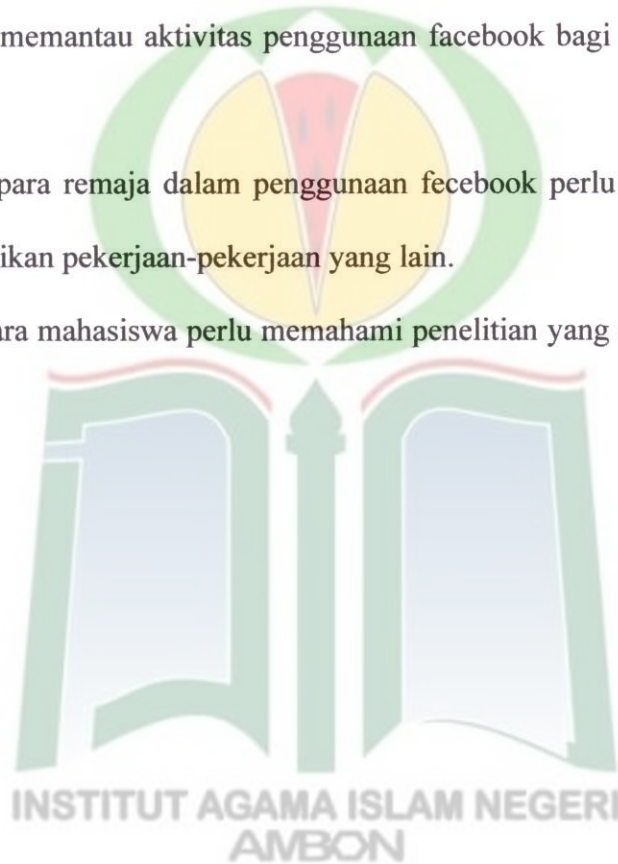 memantau aktivitas penggunaan facebook bagi
para remaja dalam penggunaan fecebook perlu
ikan pekerjaan-pekerjaan yang lain.
ara mahasiswa perlu memahami penelitian yang
INSTITUT AGAMA ISLAM NEGERI
AMBON